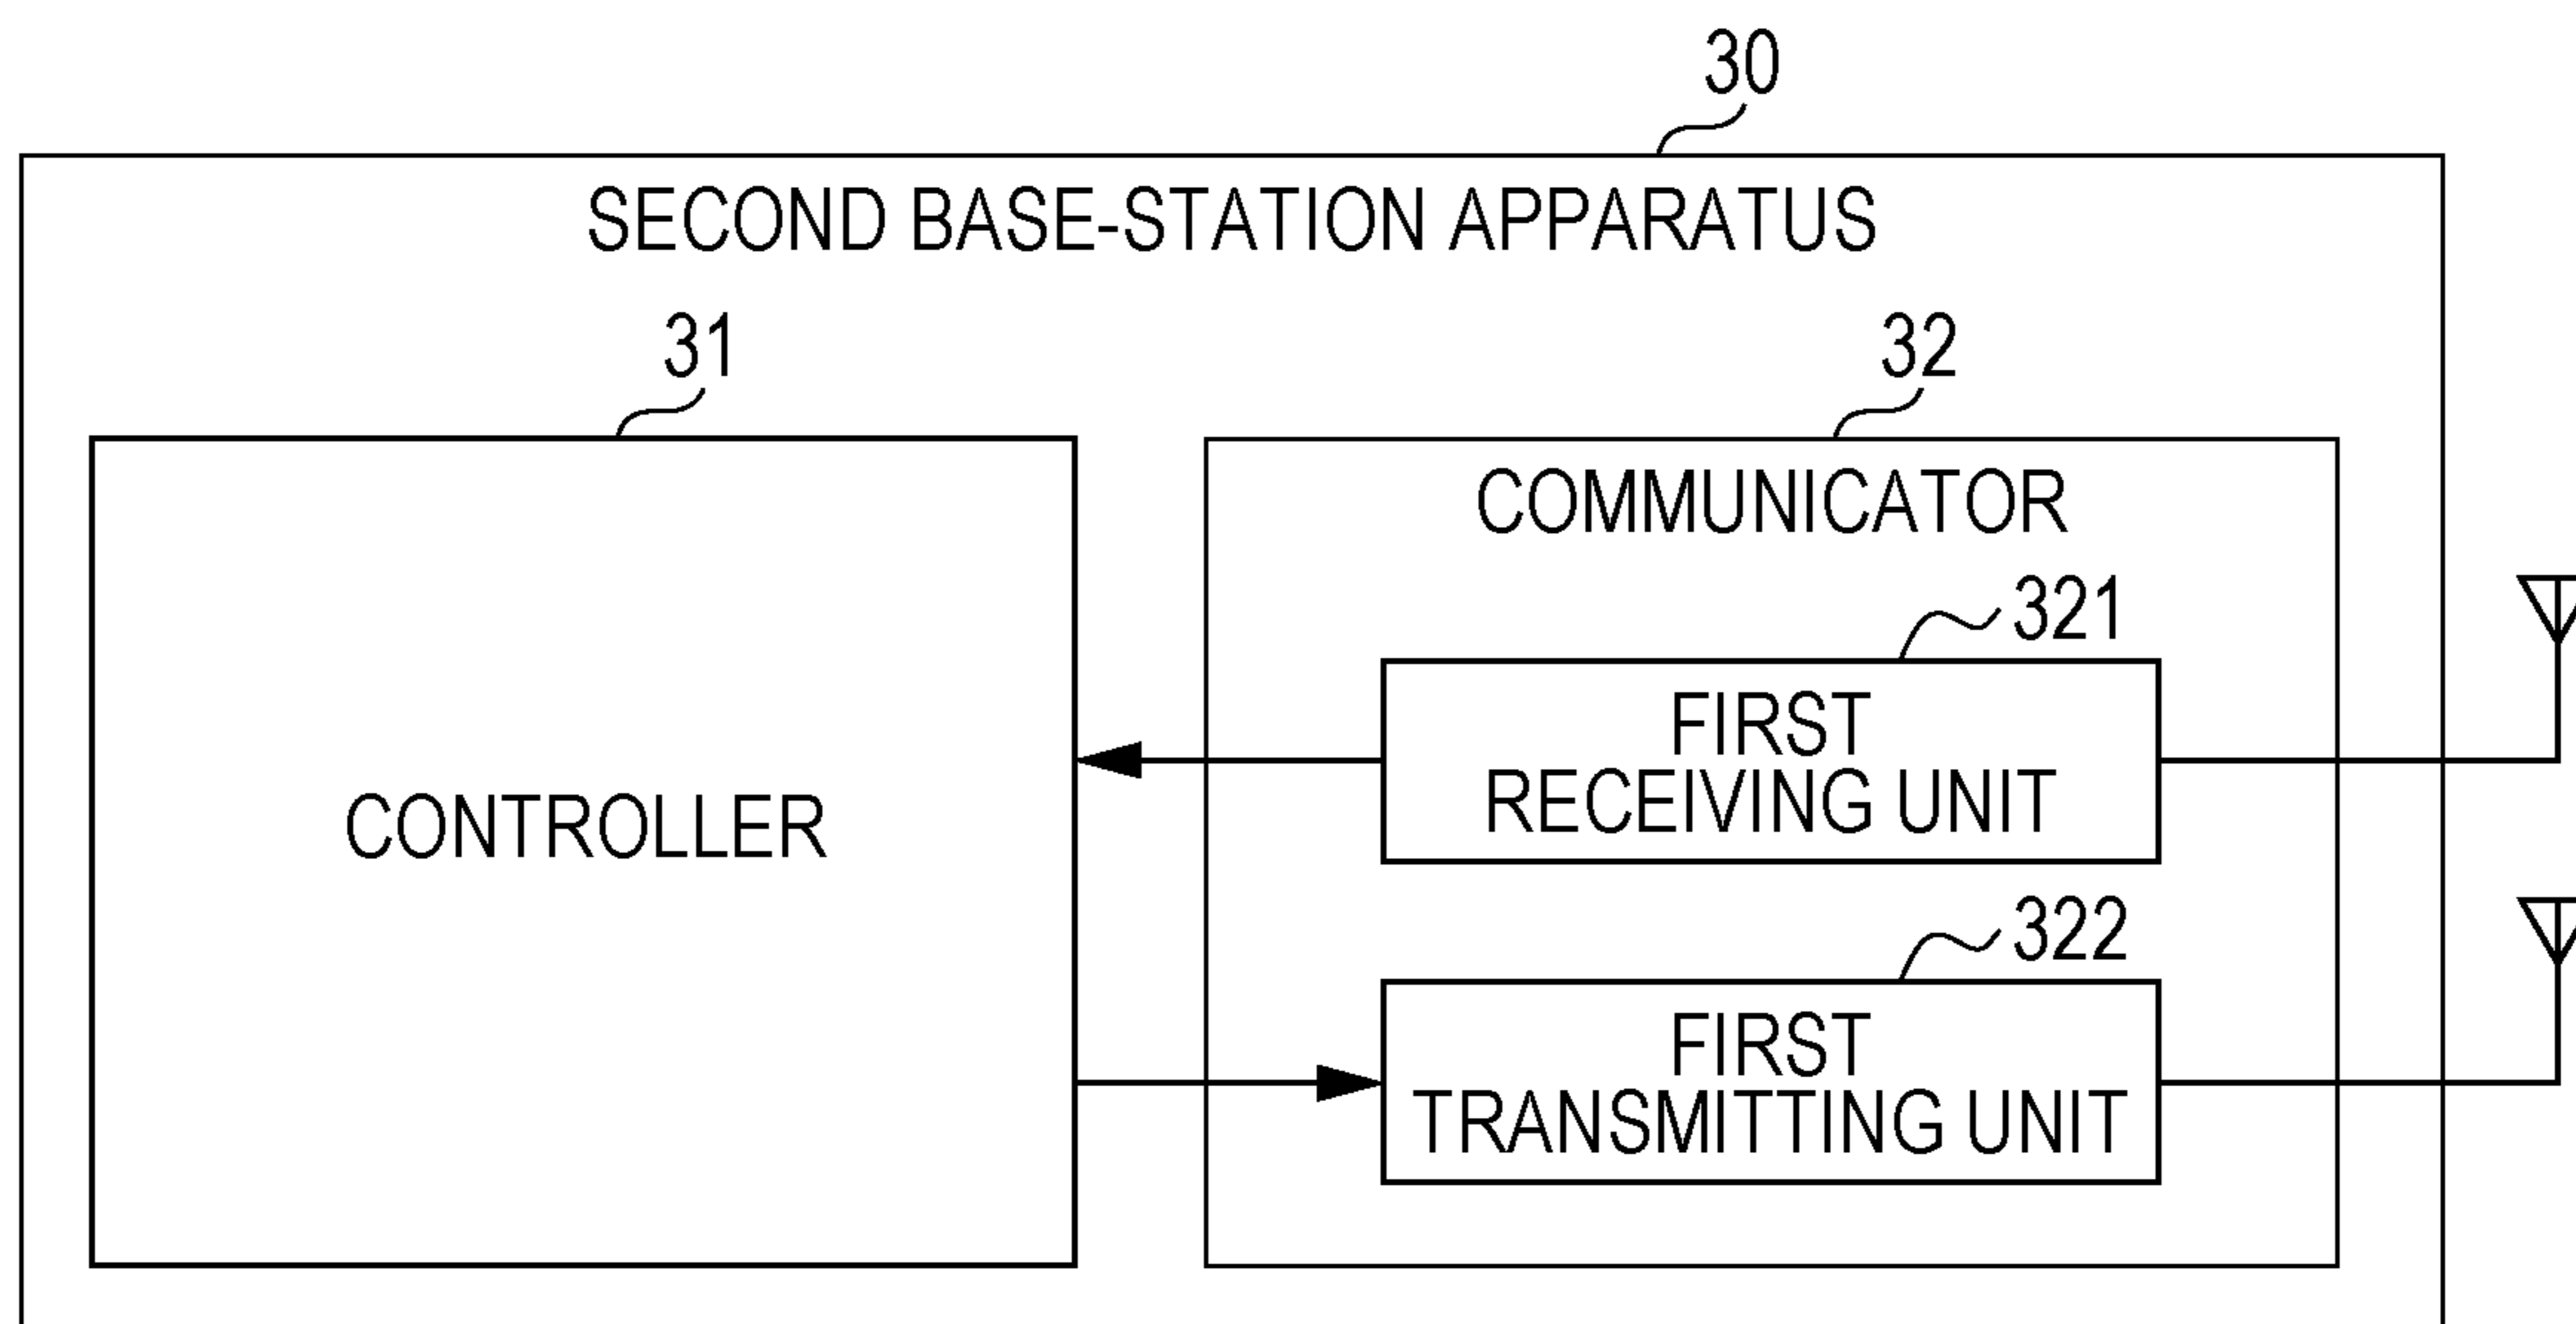 30
SECOND BASE-STATION APPARATUS
31
32
CONTROLLER
COMMUNICATOR
321
FIRST
RECEIVING UNIT
322
FIRST
TRANSMITTING UNIT